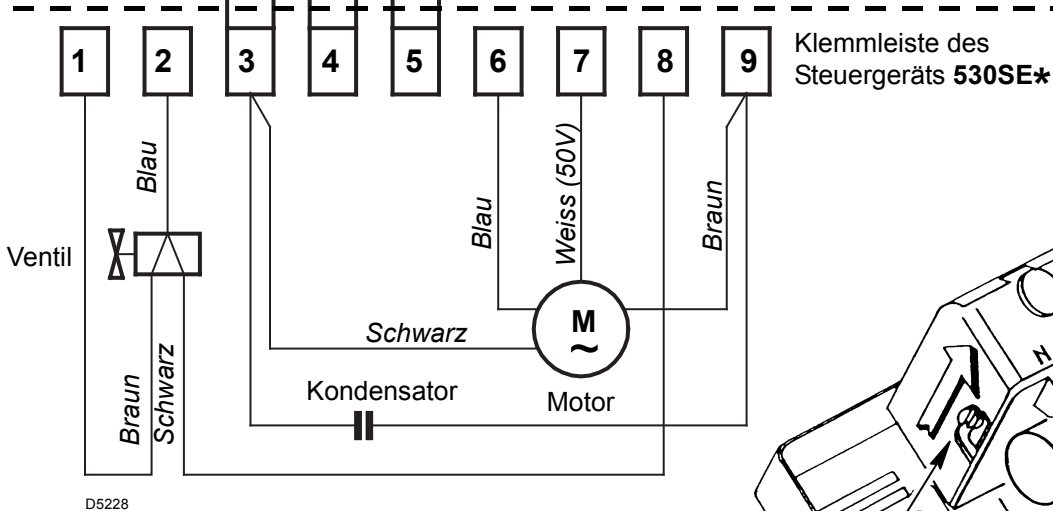 1 2 3 4 5 6 7 8 9
Klemmleiste des
Steuergeräts 530SE*
Blau
Ventil
Braun
Schwarz
Blau
Weiss (50V)
Braun
Schwarz
M
~
Kondensator
Motor
N
D5228